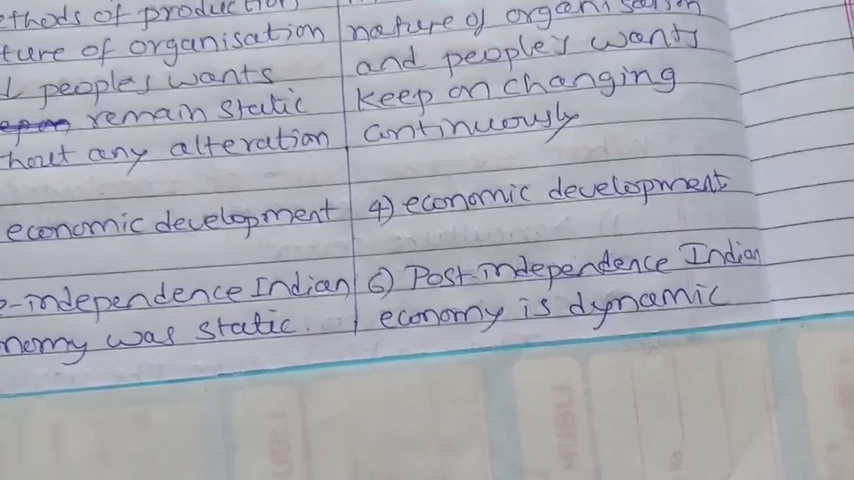 ethods of production
ture of organisation
peoples wants
remain static
hout any alteration
economic development
e-independence Indian
nomy was static.
nature of organisation
and people's wants
keep on changing
continuously
4) economic development
6) Post-independence Indian
economy is dynamic